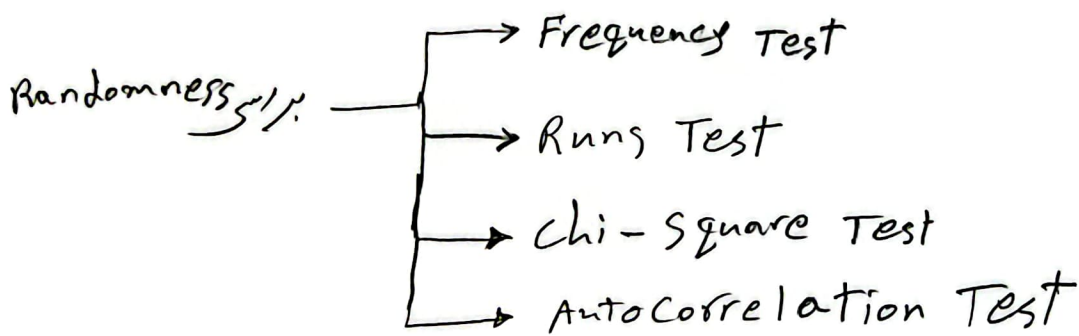 Frequency Test
برای Randomness
Runs Test
Chi-Square Test
AutoCorrelation Test